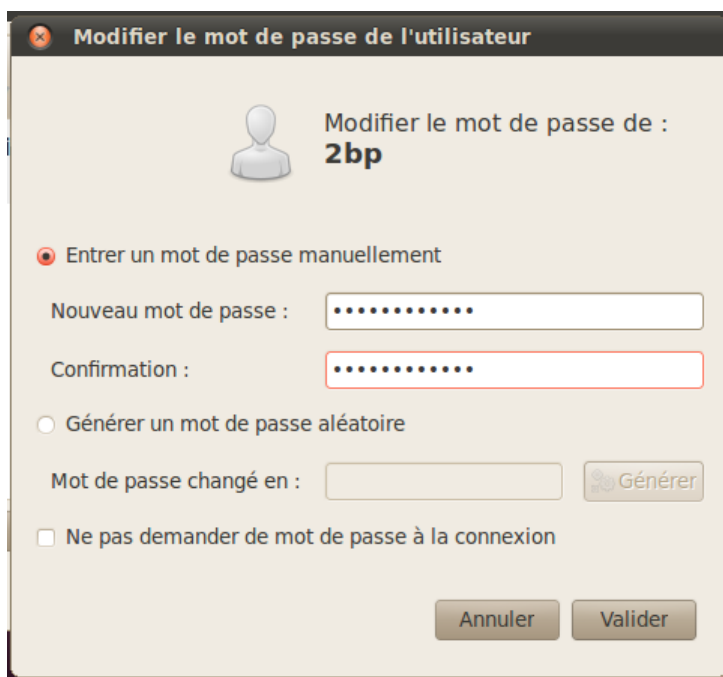 Modifier le mot de passe de l'utilisateur
Modifier le mot de passe de :
2bp
Entrer un mot de passe manuellement
Nouveau mot de passe : ••••••••••••
Confirmation : ••••••••••••
Générer un mot de passe aléatoire
Mot de passe changé en : Générer
Ne pas demander de mot de passe à la connexion
Annuler Valider